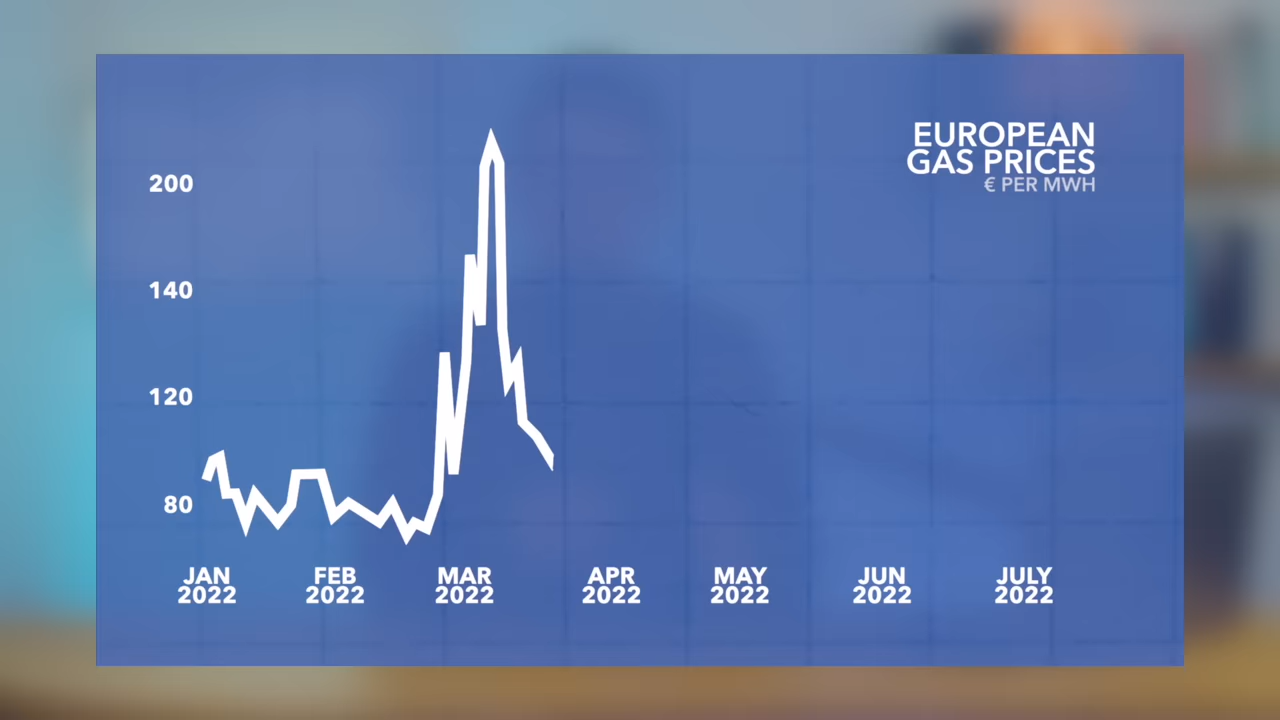 EUROPEAN
GAS PRICES
€ PER MWH
200
140
120
80
JAN
2022
FEB
2022
MAR
2022
APR
2022
MAY
2022
JUN
2022
JULY
2022